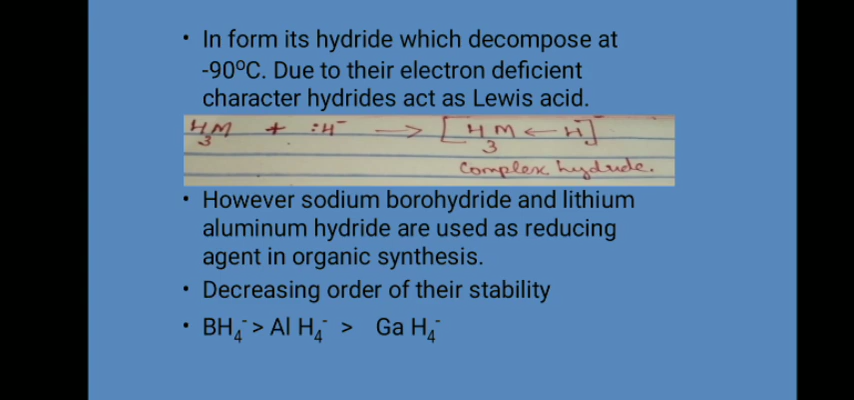 • In form its hydride which decompose at
-90⁰C. Due to their electron deficient
character hydrides act as Lewis acid.
H₃M + :H⁻ → [H₃M ← H]
Complex hydride.
• However sodium borohydride and lithium
aluminum hydride are used as reducing
agent in organic synthesis.
• Decreasing order of their stability
• BH₄⁻ > Al H₄⁻ > Ga H₄⁻